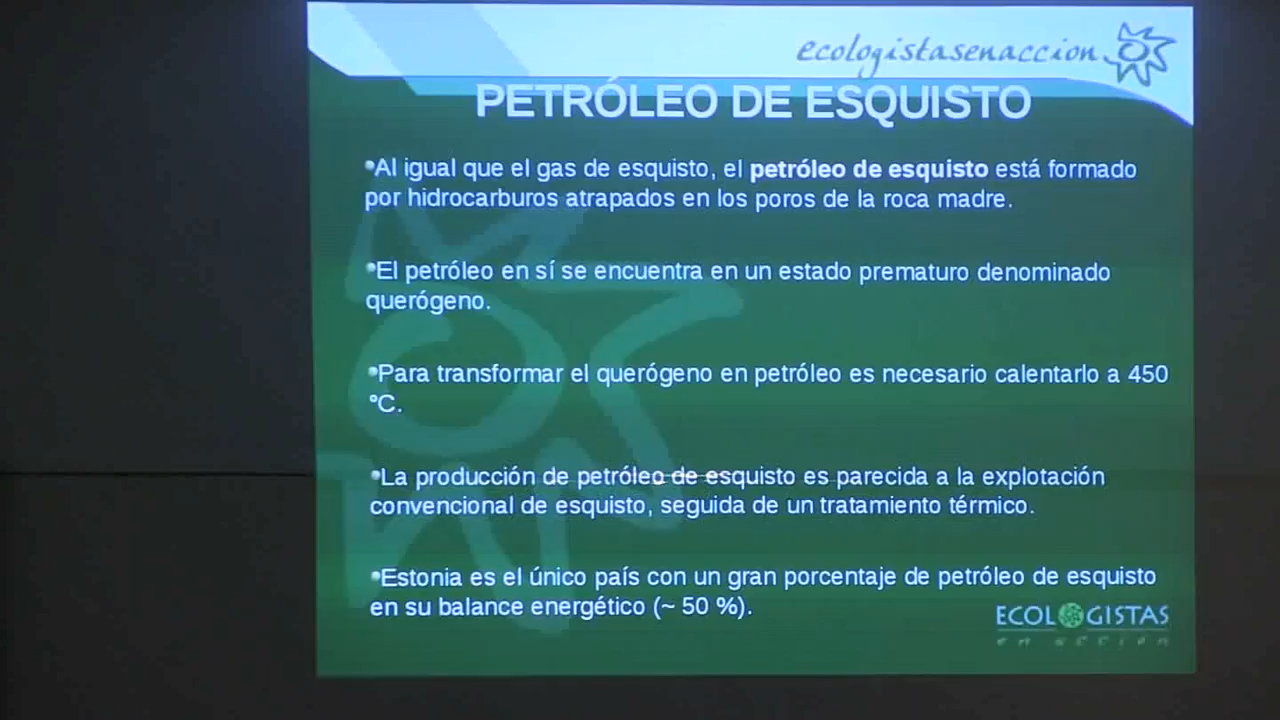 ecologistasenaccion
PETRÓLEO DE ESQUISTO
•Al igual que el gas de esquisto, el petróleo de esquisto está formado
por hidrocarburos atrapados en los poros de la roca madre.
•El petróleo en sí se encuentra en un estado prematuro denominado
querógeno.
•Para transformar el querógeno en petróleo es necesario calentarlo a 450
°C.
•La producción de petróleo de esquisto es parecida a la explotación
convencional de esquisto, seguida de un tratamiento térmico.
•Estonia es el único país con un gran porcentaje de petróleo de esquisto
en su balance energético (~ 50 %).
ECOLOGISTAS
en acción